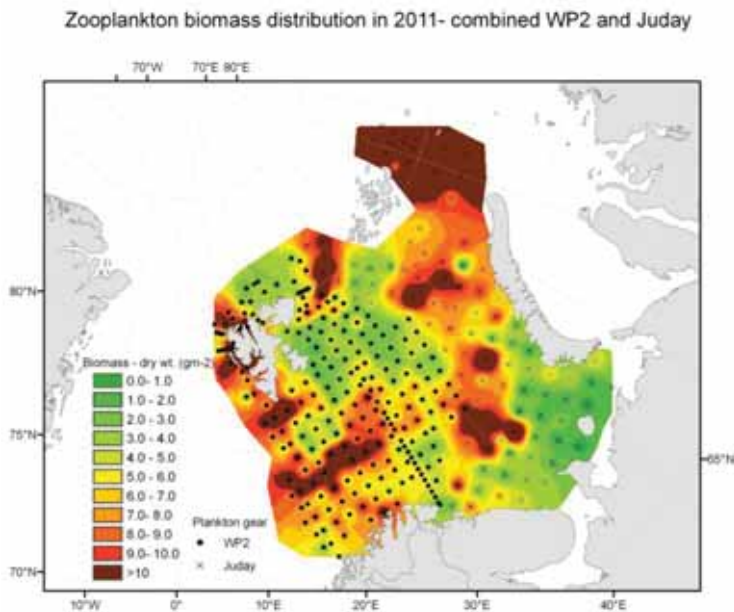 Zooplankton biomass distribution in 2011- combined WP2 and Juday
70°W 70°E 80°E
80°N
75°N
70°N
65°N
Biomass - dry wt. (gm-2)
0.0- 1.0
1.0 - 2.0
2.0 - 3.0
3.0 - 4.0
4.0 - 5.0
5.0 - 6.0
6.0 - 7.0
7.0 - 8.0
8.0 - 9.0
9.0- 10.0
>10
Plankton gear
WP2
Juday
10°W 0° 10°E 20°E 30°E 40°E